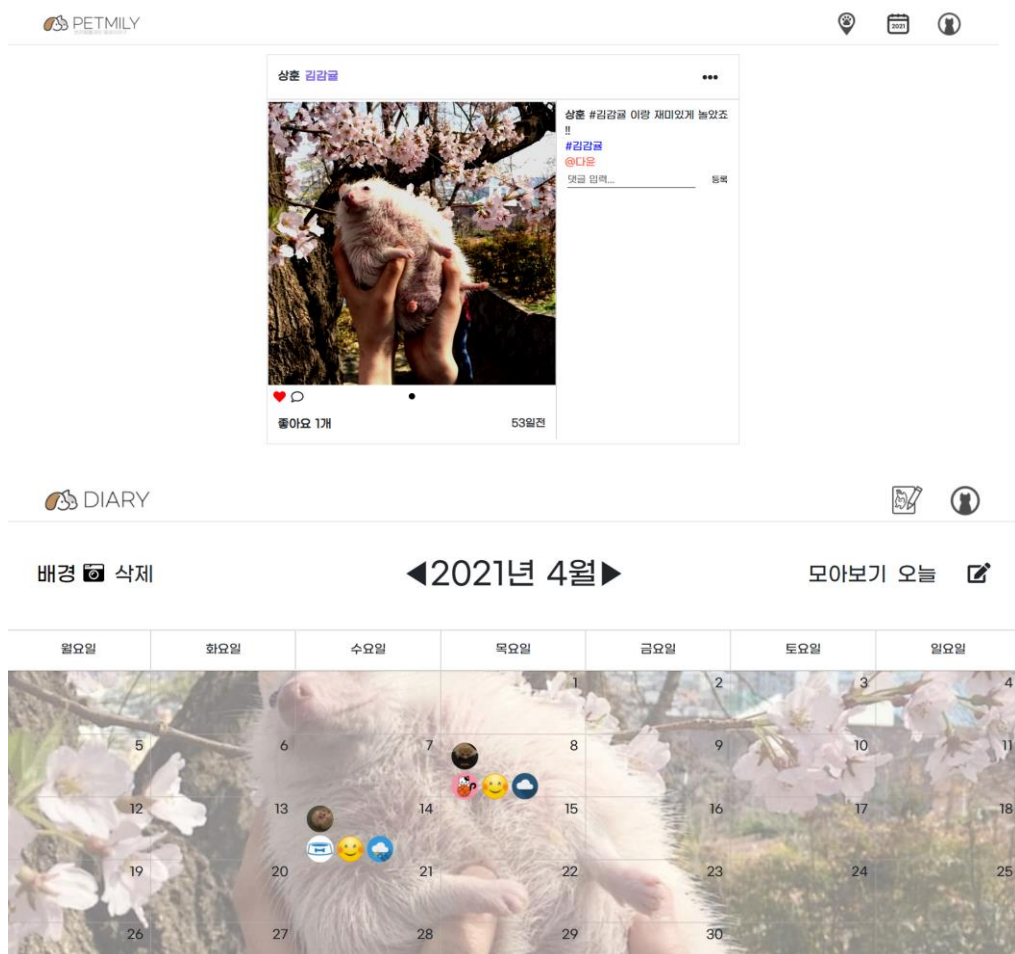 PETMILY
2021
상훈 김감귤
상훈 #김감귤 이랑 재미있게 놀았죠
!!
#김감귤
@다운
댓글 입력... 등록
좋아요 1개 53일전
DIARY
배경 삭제 ◀2021년 4월▶ 모아보기 오늘
월요일 화요일 수요일 목요일 금요일 토요일 일요일
1 2 3 4
5 6 7 8 9 10 11
12 13 14 15 16 17 18
19 20 21 22 23 24 25
26 27 28 29 30